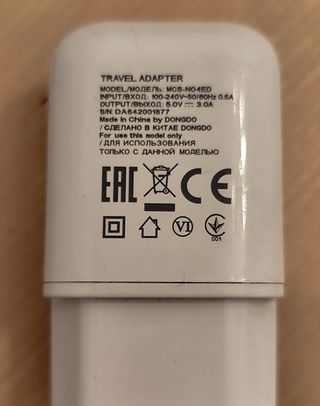 TRAVEL ADAPTER
MODEL/МОДЕЛЬ: MCS-N04ED
INPUT/ВХОД: 100-240V~50/60Hz 0.5A
OUTPUT/ВЫХОД: 5.0V⎓3.0A
S/N: DA642001877
Made in China by DONGDO
/ СДЕЛАНО В КИТАЕ DONGDO
For use this model only
/ ДЛЯ ИСПОЛЬЗОВАНИЯ
ТОЛЬКО С ДАННОЙ МОДЕЛЬЮ
EAC CE
VI
001